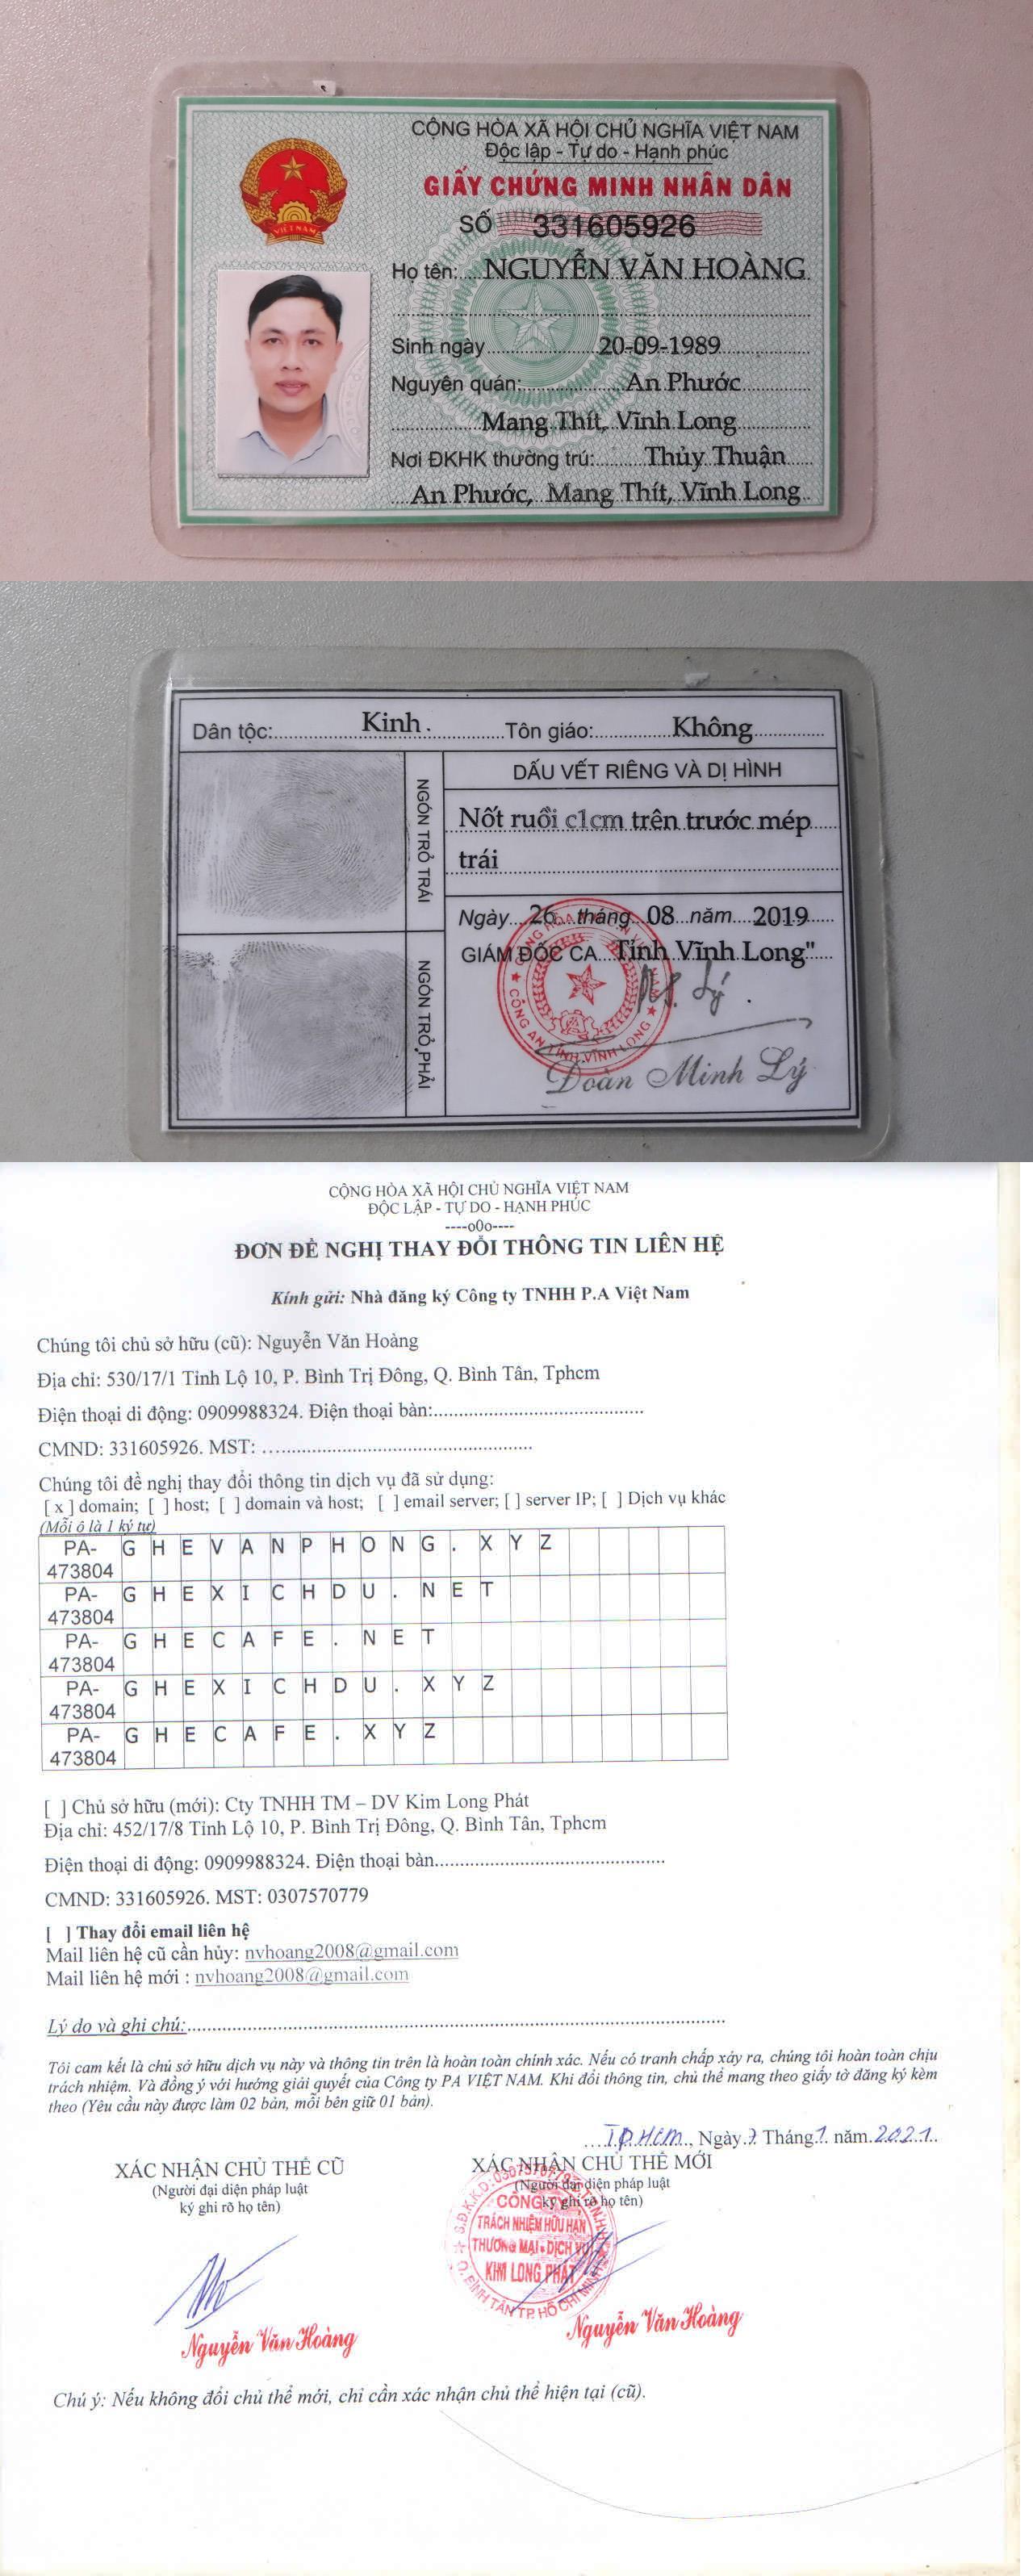 CỘNG HÒA XÃ HỘI CHỦ NGHĨA VIỆT NAM
Độc lập - Tự do - Hạnh phúc
GIẤY CHỨNG MINH NHÂN DÂN
SỐ 331605926
VIỆT NAM
Họ tên: NGUYỄN VĂN HOÀNG
Sinh ngày 20-09-1989
Nguyên quán: An Phước
Mang Thít, Vĩnh Long
Nơi ĐKHK thường trú: Thủy Thuận
An Phước, Mang Thít, Vĩnh Long
Dân tộc: Kinh. Tôn giáo: Không
NGÓN TRỎ TRÁI
DẤU VẾT RIÊNG VÀ DỊ HÌNH
Nốt ruồi c1cm trên trước mép
trái
NGÓN TRỎ PHẢI
Ngày 26 tháng 08 năm 2019
GIÁM ĐỐC CA Tỉnh Vĩnh Long"
CÔNG AN TỈNH VĨNH LONG
Đoàn Minh Lý
CỘNG HÒA XÃ HỘI CHỦ NGHĨA VIỆT NAM
ĐỘC LẬP - TỰ DO - HẠNH PHÚC
----o0o----
ĐƠN ĐỀ NGHỊ THAY ĐỔI THÔNG TIN LIÊN HỆ
Kính gửi: Nhà đăng ký Công ty TNHH P.A Việt Nam
Chúng tôi chủ sở hữu (cũ): Nguyễn Văn Hoàng
Địa chỉ: 530/17/1 Tỉnh Lộ 10, P. Bình Trị Đông, Q. Bình Tân, Tphcm
Điện thoại di động: 0909988324. Điện thoại bàn:
CMND: 331605926. MST:
Chúng tôi đề nghị thay đổi thông tin dịch vụ đã sử dụng:
[ x ] domain; [ ] host; [ ] domain và host; [ ] email server; [ ] server IP; [ ] Dịch vụ khác
(Mỗi ô là 1 ký tự)
PA-473804 G H E V A N P H O N G . X Y Z
PA-473804 G H E X I C H D U . N E T
PA-473804 G H E C A F E . N E T
PA-473804 G H E X I C H D U . X Y Z
PA-473804 G H E C A F E . X Y Z
[ ] Chủ sở hữu (mới): Cty TNHH TM – DV Kim Long Phát
Địa chỉ: 452/17/8 Tỉnh Lộ 10, P. Bình Trị Đông, Q. Bình Tân, Tphcm
Điện thoại di động: 0909988324. Điện thoại bàn
CMND: 331605926. MST: 0307570779
[ ] Thay đổi email liên hệ
Mail liên hệ cũ cần hủy: nvhoang2008@gmail.com
Mail liên hệ mới : nvhoang2008@gmail.com
Lý do và ghi chú:
Tôi cam kết là chủ sở hữu dịch vụ này và thông tin trên là hoàn toàn chính xác. Nếu có tranh chấp xảy ra, chúng tôi hoàn toàn chịu
trách nhiệm. Và đồng ý với hướng giải quyết của Công ty PA VIỆT NAM. Khi đổi thông tin, chủ thể mang theo giấy tờ đăng ký kèm
theo (Yêu cầu này được làm 02 bản, mỗi bên giữ 01 bản).
TP.HCM, Ngày 7 Tháng 1 năm 2021
XÁC NHẬN CHỦ THỂ CŨ
(Người đại diện pháp luật
ký ghi rõ họ tên)
Nguyễn Văn Hoàng
XÁC NHẬN CHỦ THỂ MỚI
(Người đại diện pháp luật
ký ghi rõ họ tên)
CÔNG TY
TRÁCH NHIỆM HỮU HẠN
THƯƠNG MẠI - DỊCH VỤ
KIM LONG PHÁT
Q. BÌNH TÂN TP. HỒ CHÍ MINH
Nguyễn Văn Hoàng
Chú ý: Nếu không đổi chủ thể mới, chỉ cần xác nhận chủ thể hiện tại (cũ).